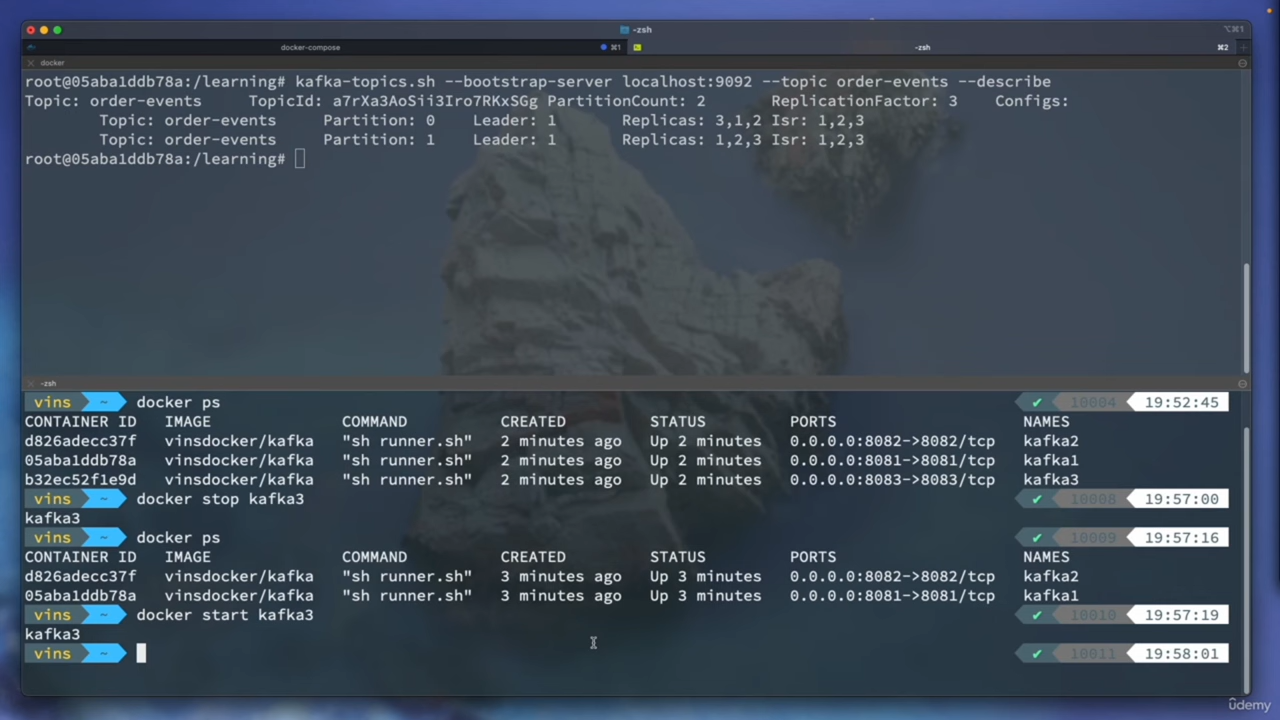 -zsh
⌥⌘1
docker-compose
⌘1
-zsh
⌘2
docker
root@05aba1ddb78a:/learning# kafka-topics.sh --bootstrap-server localhost:9092 --topic order-events --describe
Topic: order-events TopicId: a7rXa3AoSii3Iro7RKxSGg PartitionCount: 2 ReplicationFactor: 3 Configs:
Topic: order-events Partition: 0 Leader: 1 Replicas: 3,1,2 Isr: 1,2,3
Topic: order-events Partition: 1 Leader: 1 Replicas: 1,2,3 Isr: 1,2,3
root@05aba1ddb78a:/learning#
-zsh
vins ~ docker ps ✔ 10004 19:52:45
CONTAINER ID IMAGE COMMAND CREATED STATUS PORTS NAMES
d826adecc37f vinsdocker/kafka "sh runner.sh" 2 minutes ago Up 2 minutes 0.0.0.0:8082->8082/tcp kafka2
05aba1ddb78a vinsdocker/kafka "sh runner.sh" 2 minutes ago Up 2 minutes 0.0.0.0:8081->8081/tcp kafka1
b32ec52f1e9d vinsdocker/kafka "sh runner.sh" 2 minutes ago Up 2 minutes 0.0.0.0:8083->8083/tcp kafka3
vins ~ docker stop kafka3 ✔ 10008 19:57:00
kafka3
vins ~ docker ps ✔ 10009 19:57:16
CONTAINER ID IMAGE COMMAND CREATED STATUS PORTS NAMES
d826adecc37f vinsdocker/kafka "sh runner.sh" 3 minutes ago Up 3 minutes 0.0.0.0:8082->8082/tcp kafka2
05aba1ddb78a vinsdocker/kafka "sh runner.sh" 3 minutes ago Up 3 minutes 0.0.0.0:8081->8081/tcp kafka1
vins ~ docker start kafka3 ✔ 10010 19:57:19
kafka3
vins ~ ✔ 10011 19:58:01
ûdemy